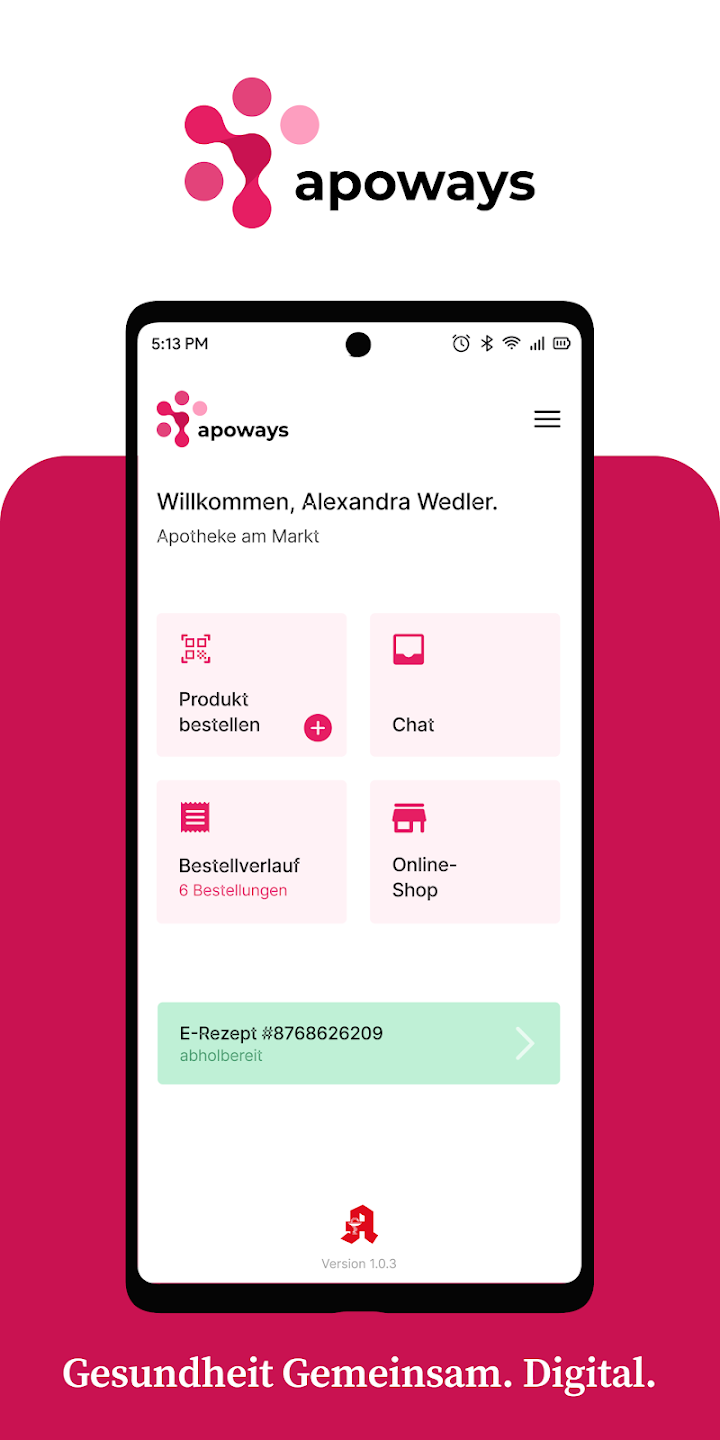 apoways
5:13 PM
apoways
Willkommen, Alexandra Wedler.
Apotheke am Markt
Produkt
bestellen
Chat
Bestellverlauf
6 Bestellungen
Online-
Shop
E-Rezept #8768626209
abholbereit
Version 1.0.3
Gesundheit Gemeinsam. Digital.